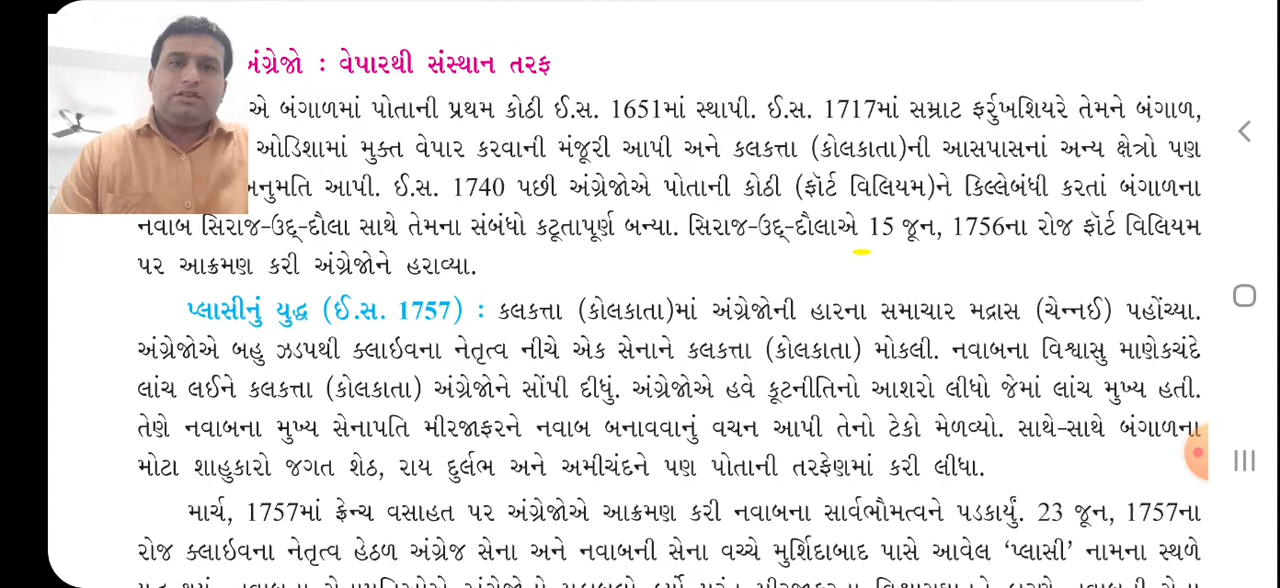 અંગ્રેજો : વેપારથી સંસ્થાન તરફ
એ બંગાળમાં પોતાની પ્રથમ કોઠી ઈ.સ. 1651માં સ્થાપી. ઈ.સ. 1717માં સમ્રાટ ફર્રુખશિયરે તેમને બંગાળ,
ઓડિશામાં મુક્ત વેપાર કરવાની મંજૂરી આપી અને કલકત્તા (કોલકાતા)ની આસપાસનાં અન્ય ક્ષેત્રો પણ
અનુમતિ આપી. ઈ.સ. 1740 પછી અંગ્રેજોએ પોતાની કોઠી (ફૉર્ટ વિલિયમ)ને કિલ્લેબંધી કરતાં બંગાળના
નવાબ સિરાજ-ઉદ્-દૌલા સાથે તેમના સંબંધો કટૂતાપૂર્ણ બન્યા. સિરાજ-ઉદ્-દૌલાએ 15 જૂન, 1756ના રોજ ફૉર્ટ વિલિયમ
પર આક્રમણ કરી અંગ્રેજોને હરાવ્યા.
પ્લાસીનું યુદ્ધ (ઈ.સ. 1757) : કલકત્તા (કોલકાતા)માં અંગ્રેજોની હારના સમાચાર મદ્રાસ (ચેન્નઈ) પહોંચ્યા.
અંગ્રેજોએ બહુ ઝડપથી ક્લાઇવના નેતૃત્વ નીચે એક સેનાને કલકત્તા (કોલકાતા) મોકલી. નવાબના વિશ્વાસુ માણેકચંદે
લાંચ લઈને કલકત્તા (કોલકાતા) અંગ્રેજોને સોંપી દીધું. અંગ્રેજોએ હવે કૂટનીતિનો આશરો લીધો જેમાં લાંચ મુખ્ય હતી.
તેણે નવાબના મુખ્ય સેનાપતિ મીરજાફરને નવાબ બનાવવાનું વચન આપી તેનો ટેકો મેળવ્યો. સાથે-સાથે બંગાળના
મોટા શાહુકારો જગત શેઠ, રાય દુર્લભ અને અમીચંદને પણ પોતાની તરફેણમાં કરી લીધા.
માર્ચ, 1757માં ફ્રેન્ચ વસાહત પર અંગ્રેજોએ આક્રમણ કરી નવાબના સાર્વભૌમત્વને પડકાર્યું. 23 જૂન, 1757ના
રોજ ક્લાઇવના નેતૃત્વ હેઠળ અંગ્રેજ સેના અને નવાબની સેના વચ્ચે મુર્શિદાબાદ પાસે આવેલ ‘પ્લાસી’ નામના સ્થળે